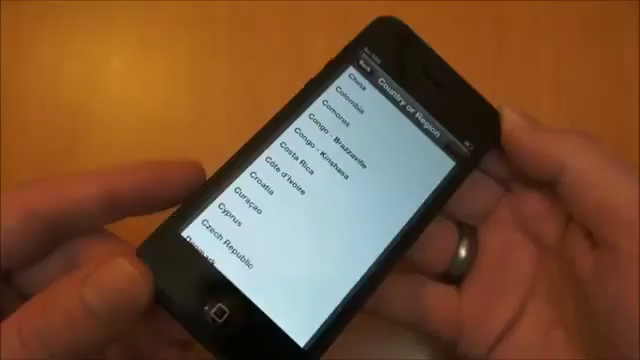 Back
Country or Region
China
Colombia
Comoros
Congo - Brazzaville
Congo - Kinshasa
Costa Rica
Côte d'Ivoire
Croatia
Curaçao
Cyprus
Czech Republic
Denmark